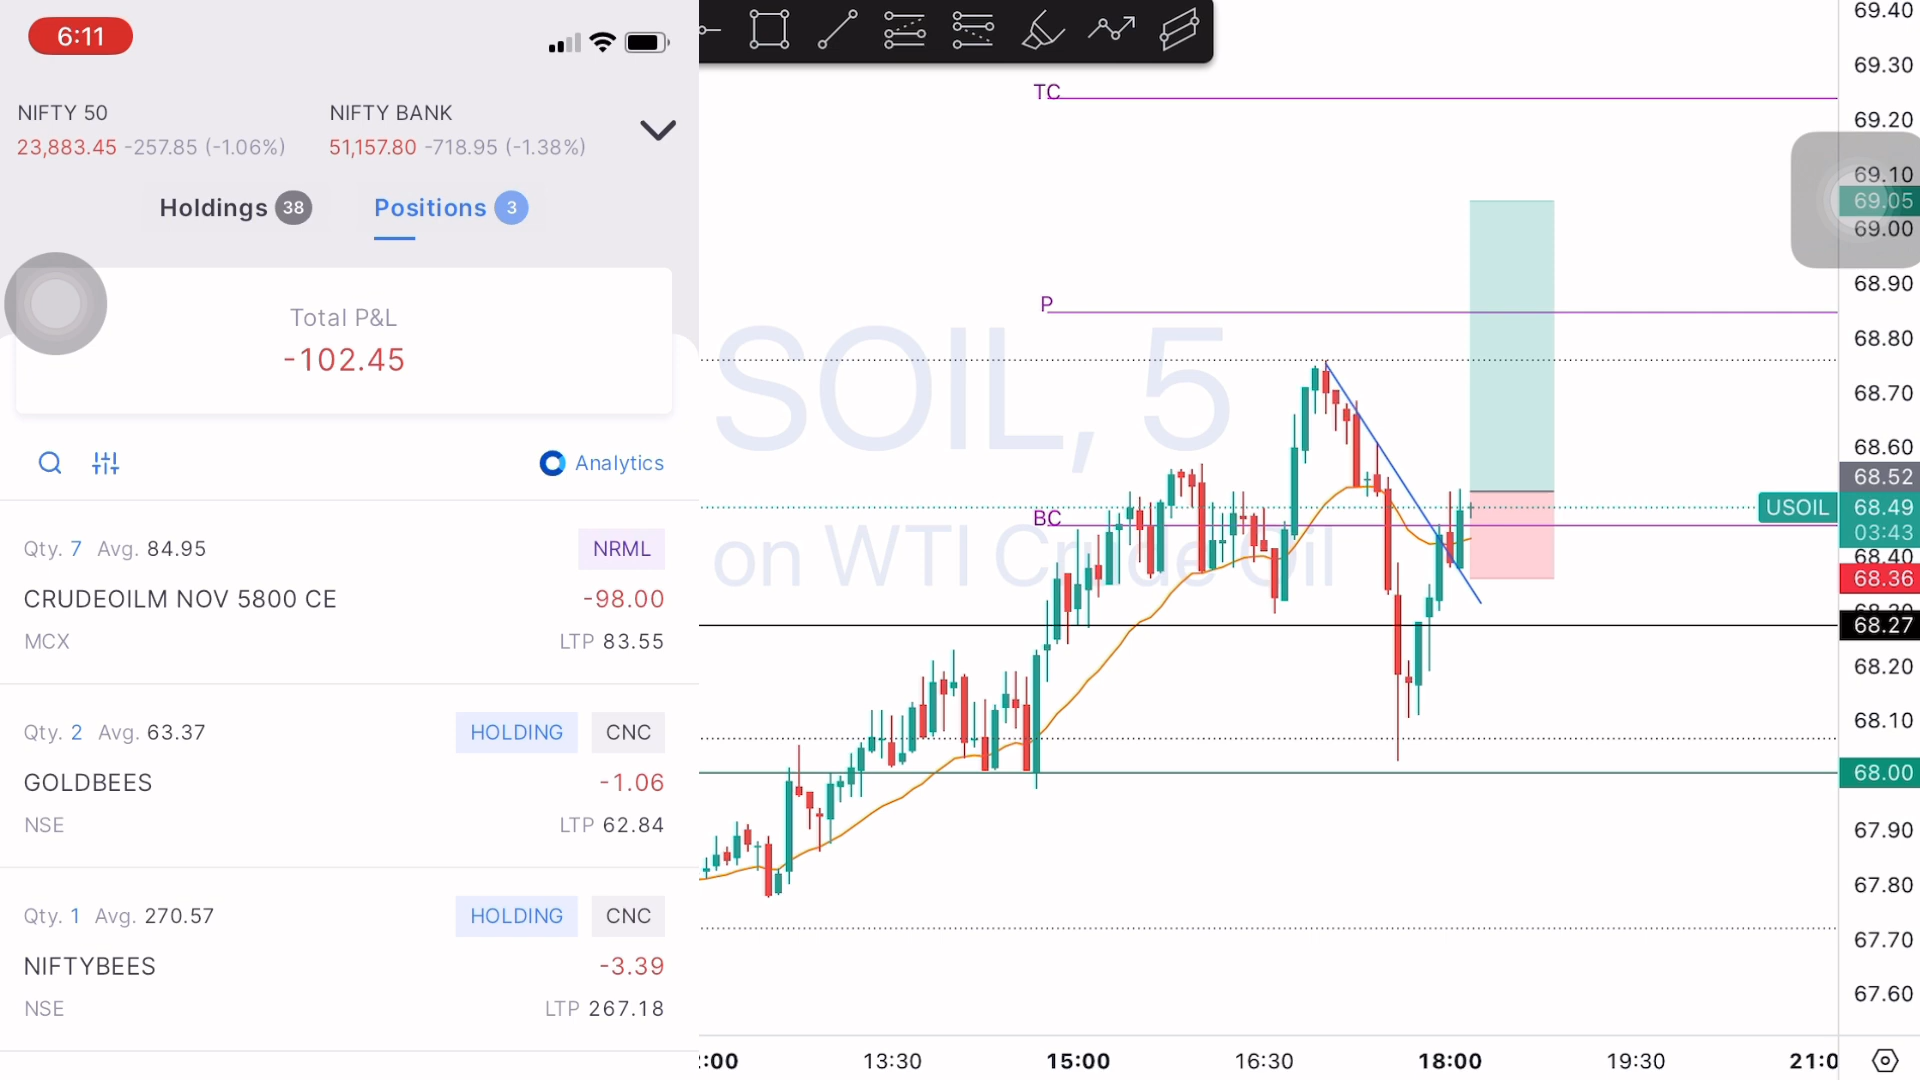 6:11
NIFTY 50
23,883.45 -257.85 (-1.06%)
NIFTY BANK
51,157.80 -718.95 (-1.38%)
Holdings 38
Positions 3
Total P&L
-102.45
Analytics
Qty. 7 Avg. 84.95
NRML
CRUDEOILM NOV 5800 CE
-98.00
MCX
LTP 83.55
Qty. 2 Avg. 63.37
HOLDING CNC
GOLDBEES
-1.06
NSE
LTP 62.84
Qty. 1 Avg. 270.57
HOLDING CNC
NIFTYBEES
-3.39
NSE
LTP 267.18
TC
P
BC
SOIL, 5
on WTI Crude Oil
USOIL
69.40
69.30
69.20
69.10
69.05
69.00
68.90
68.80
68.70
68.60
68.52
68.49
03:43
68.40
68.36
68.27
68.20
68.10
68.00
67.90
67.80
67.70
67.60
:00
13:30
15:00
16:30
18:00
19:30
21:0